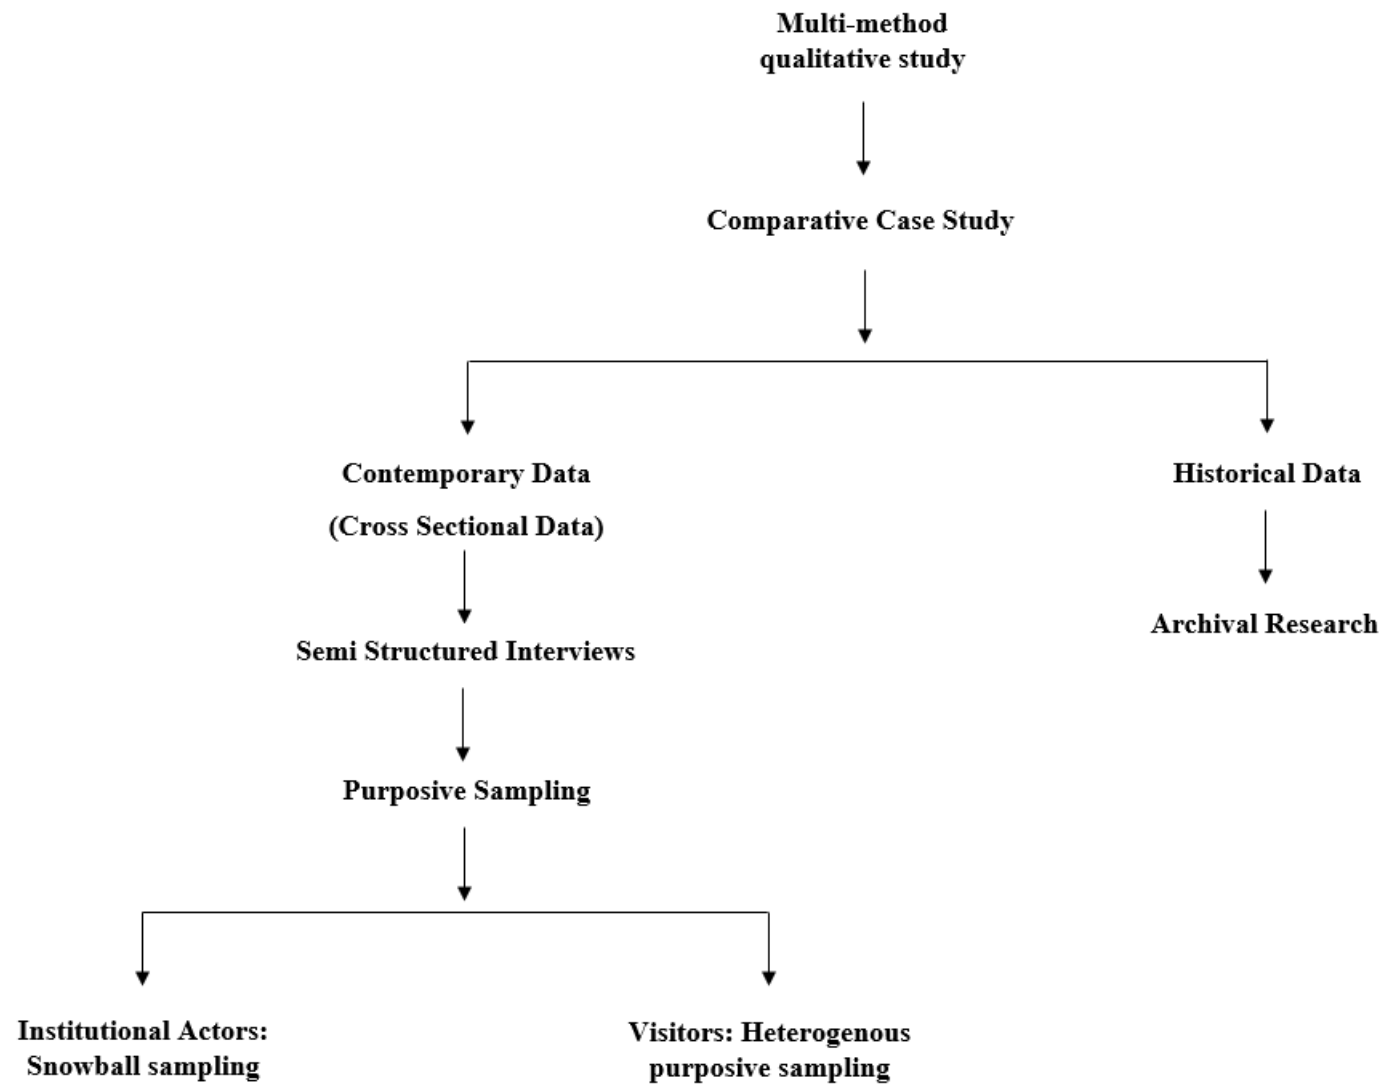 Multi-method
qualitative study
Comparative Case Study
Contemporary Data
(Cross Sectional Data)
Historical Data
Semi Structured Interviews
Archival Research
Purposive Sampling
Institutional Actors:
Snowball sampling
Visitors: Heterogenous
purposive sampling